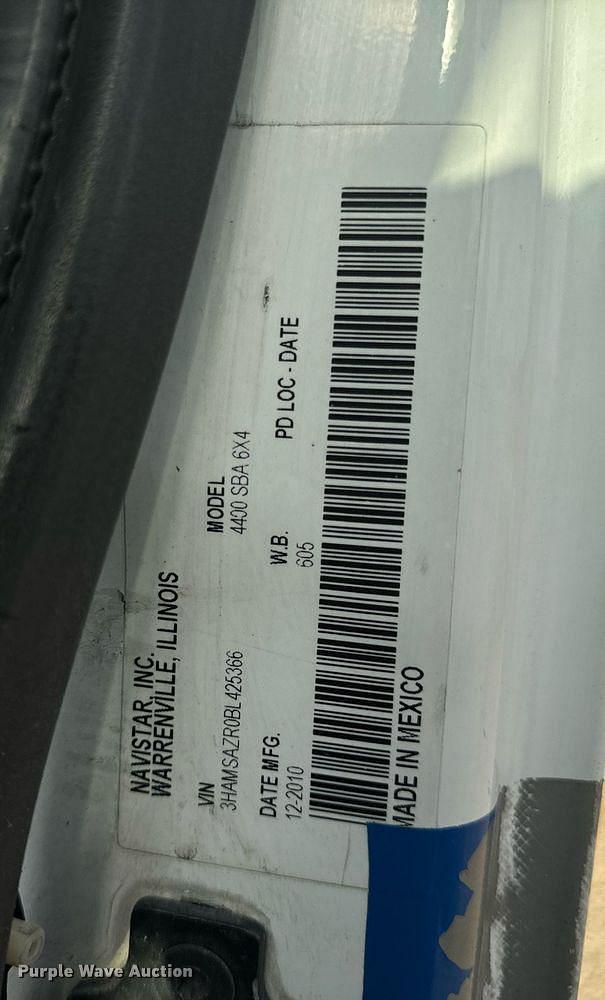 NAVISTAR, INC.
WARRENVILLE, ILLINOIS
VIN MODEL
3HAMSAZR0BL425366 4400 SBA 6X4
DATE MFG. W.B. PD LOC - DATE
12-2010 605
MADE IN MEXICO
Purple Wave Auction